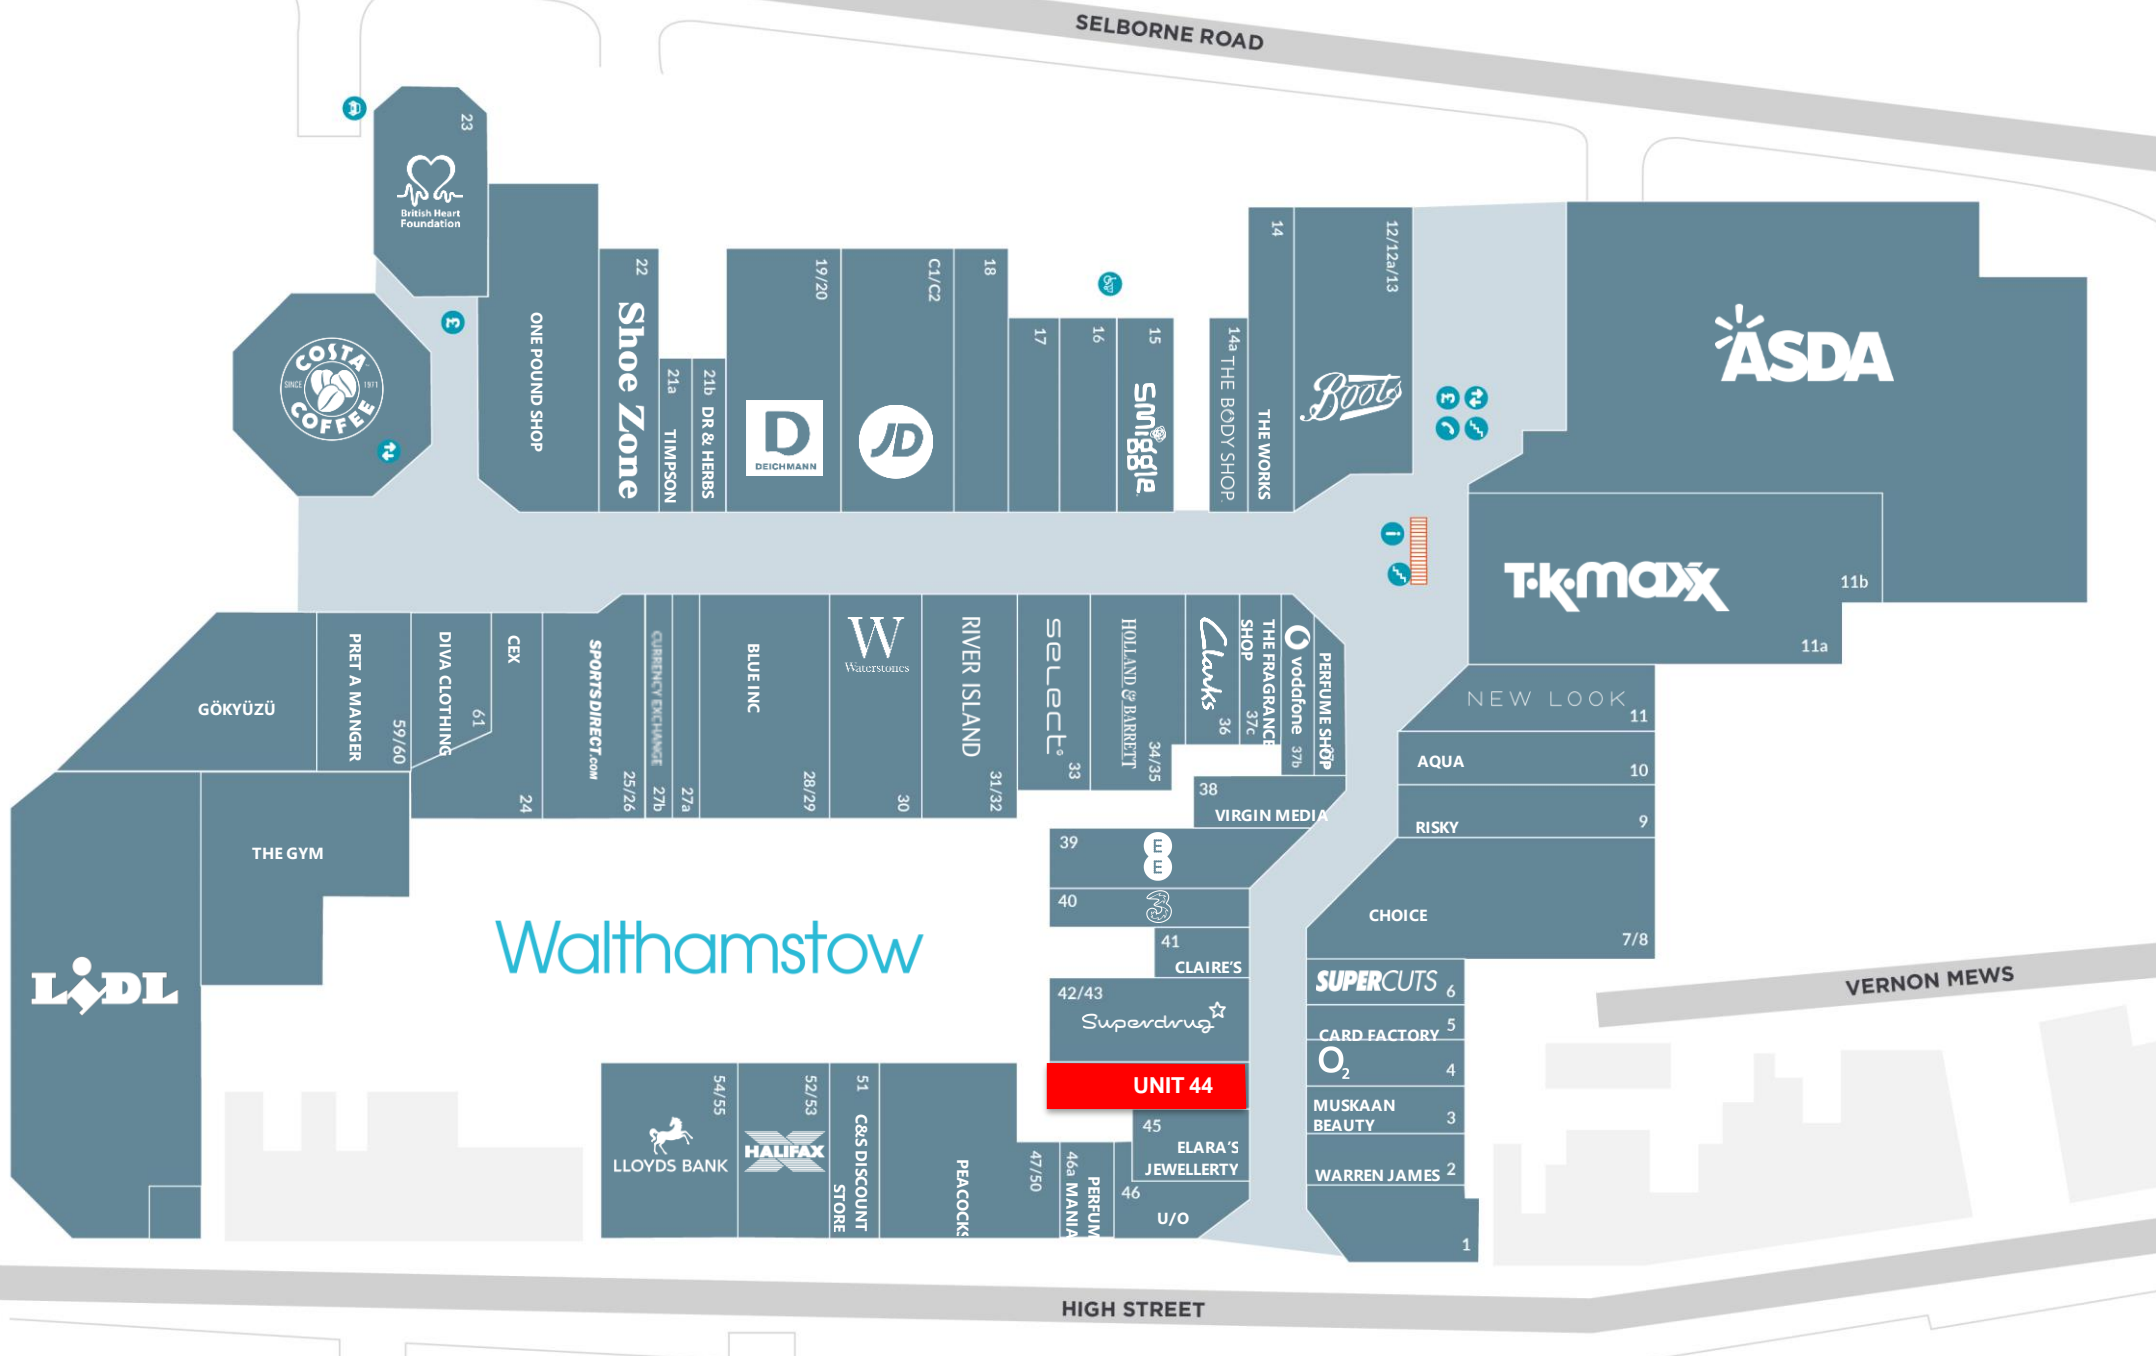 SELBORNE ROAD
23
British Heart
Foundation
COSTA
SINCE 1971
COFFEE
3
ONE POUND SHOP
22
Shoe Zone
21a TIMPSON
21b DR & HERBS
19/20
D
DEICHMANN
C1/C2
JD
18
17
16
15
Smiggle
14a THE BODY SHOP.
14
THE WORKS
12/12a/13
Boots
3
i
ASDA
T·K·maxx
11b
11a
GÖKYÜZÜ
PRET A MANGER
59/60
DIVA CLOTHING
61
CEX
24
SPORTSDIRECT.COM
25/26
CURRENCY EXCHANGE
27b
27a
BLUE INC
28/29
W
Waterstones
30
RIVER ISLAND
31/32
SELECT
33
HOLLAND & BARRETT
34/35
Clarks
36
THE FRAGRANCE
SHOP
37c
vodafone
37b
PERFUME SHOP
38
VIRGIN MEDIA
39
E
E
40
3
41
CLAIRE'S
42/43
Superdrug
UNIT 44
45
ELARA'S
JEWELLERTY
46
U/O
NEW LOOK
11
AQUA
10
RISKY
9
CHOICE
7/8
SUPERCUTS 6
CARD FACTORY 5
O2
4
MUSKAAN
BEAUTY
3
WARREN JAMES 2
1
THE GYM
LIDL
Walthamstow
54/55
LLOYDS BANK
52/53
HALIFAX
51 C&S DISCOUNT
STORE
PEACOCKS
47/50
46a PERFUM
MANIA
VERNON MEWS
HIGH STREET